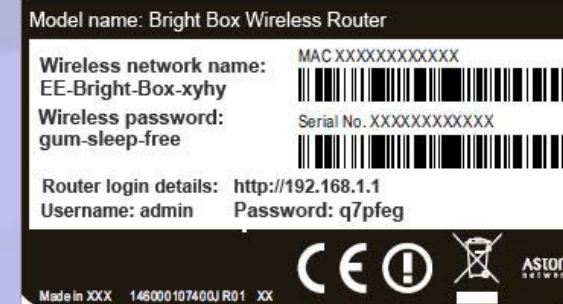 Model name: Bright Box Wireless Router
MAC XXXXXXXXXXXX
Wireless network name:
EE-Bright-Box-xyhy
Wireless password:
gum-sleep-free
Serial No. XXXXXXXXXXXX
Router login details: http://192.168.1.1
Username: admin Password: q7pfeg
Made in XXX 146000107400J R01 XX